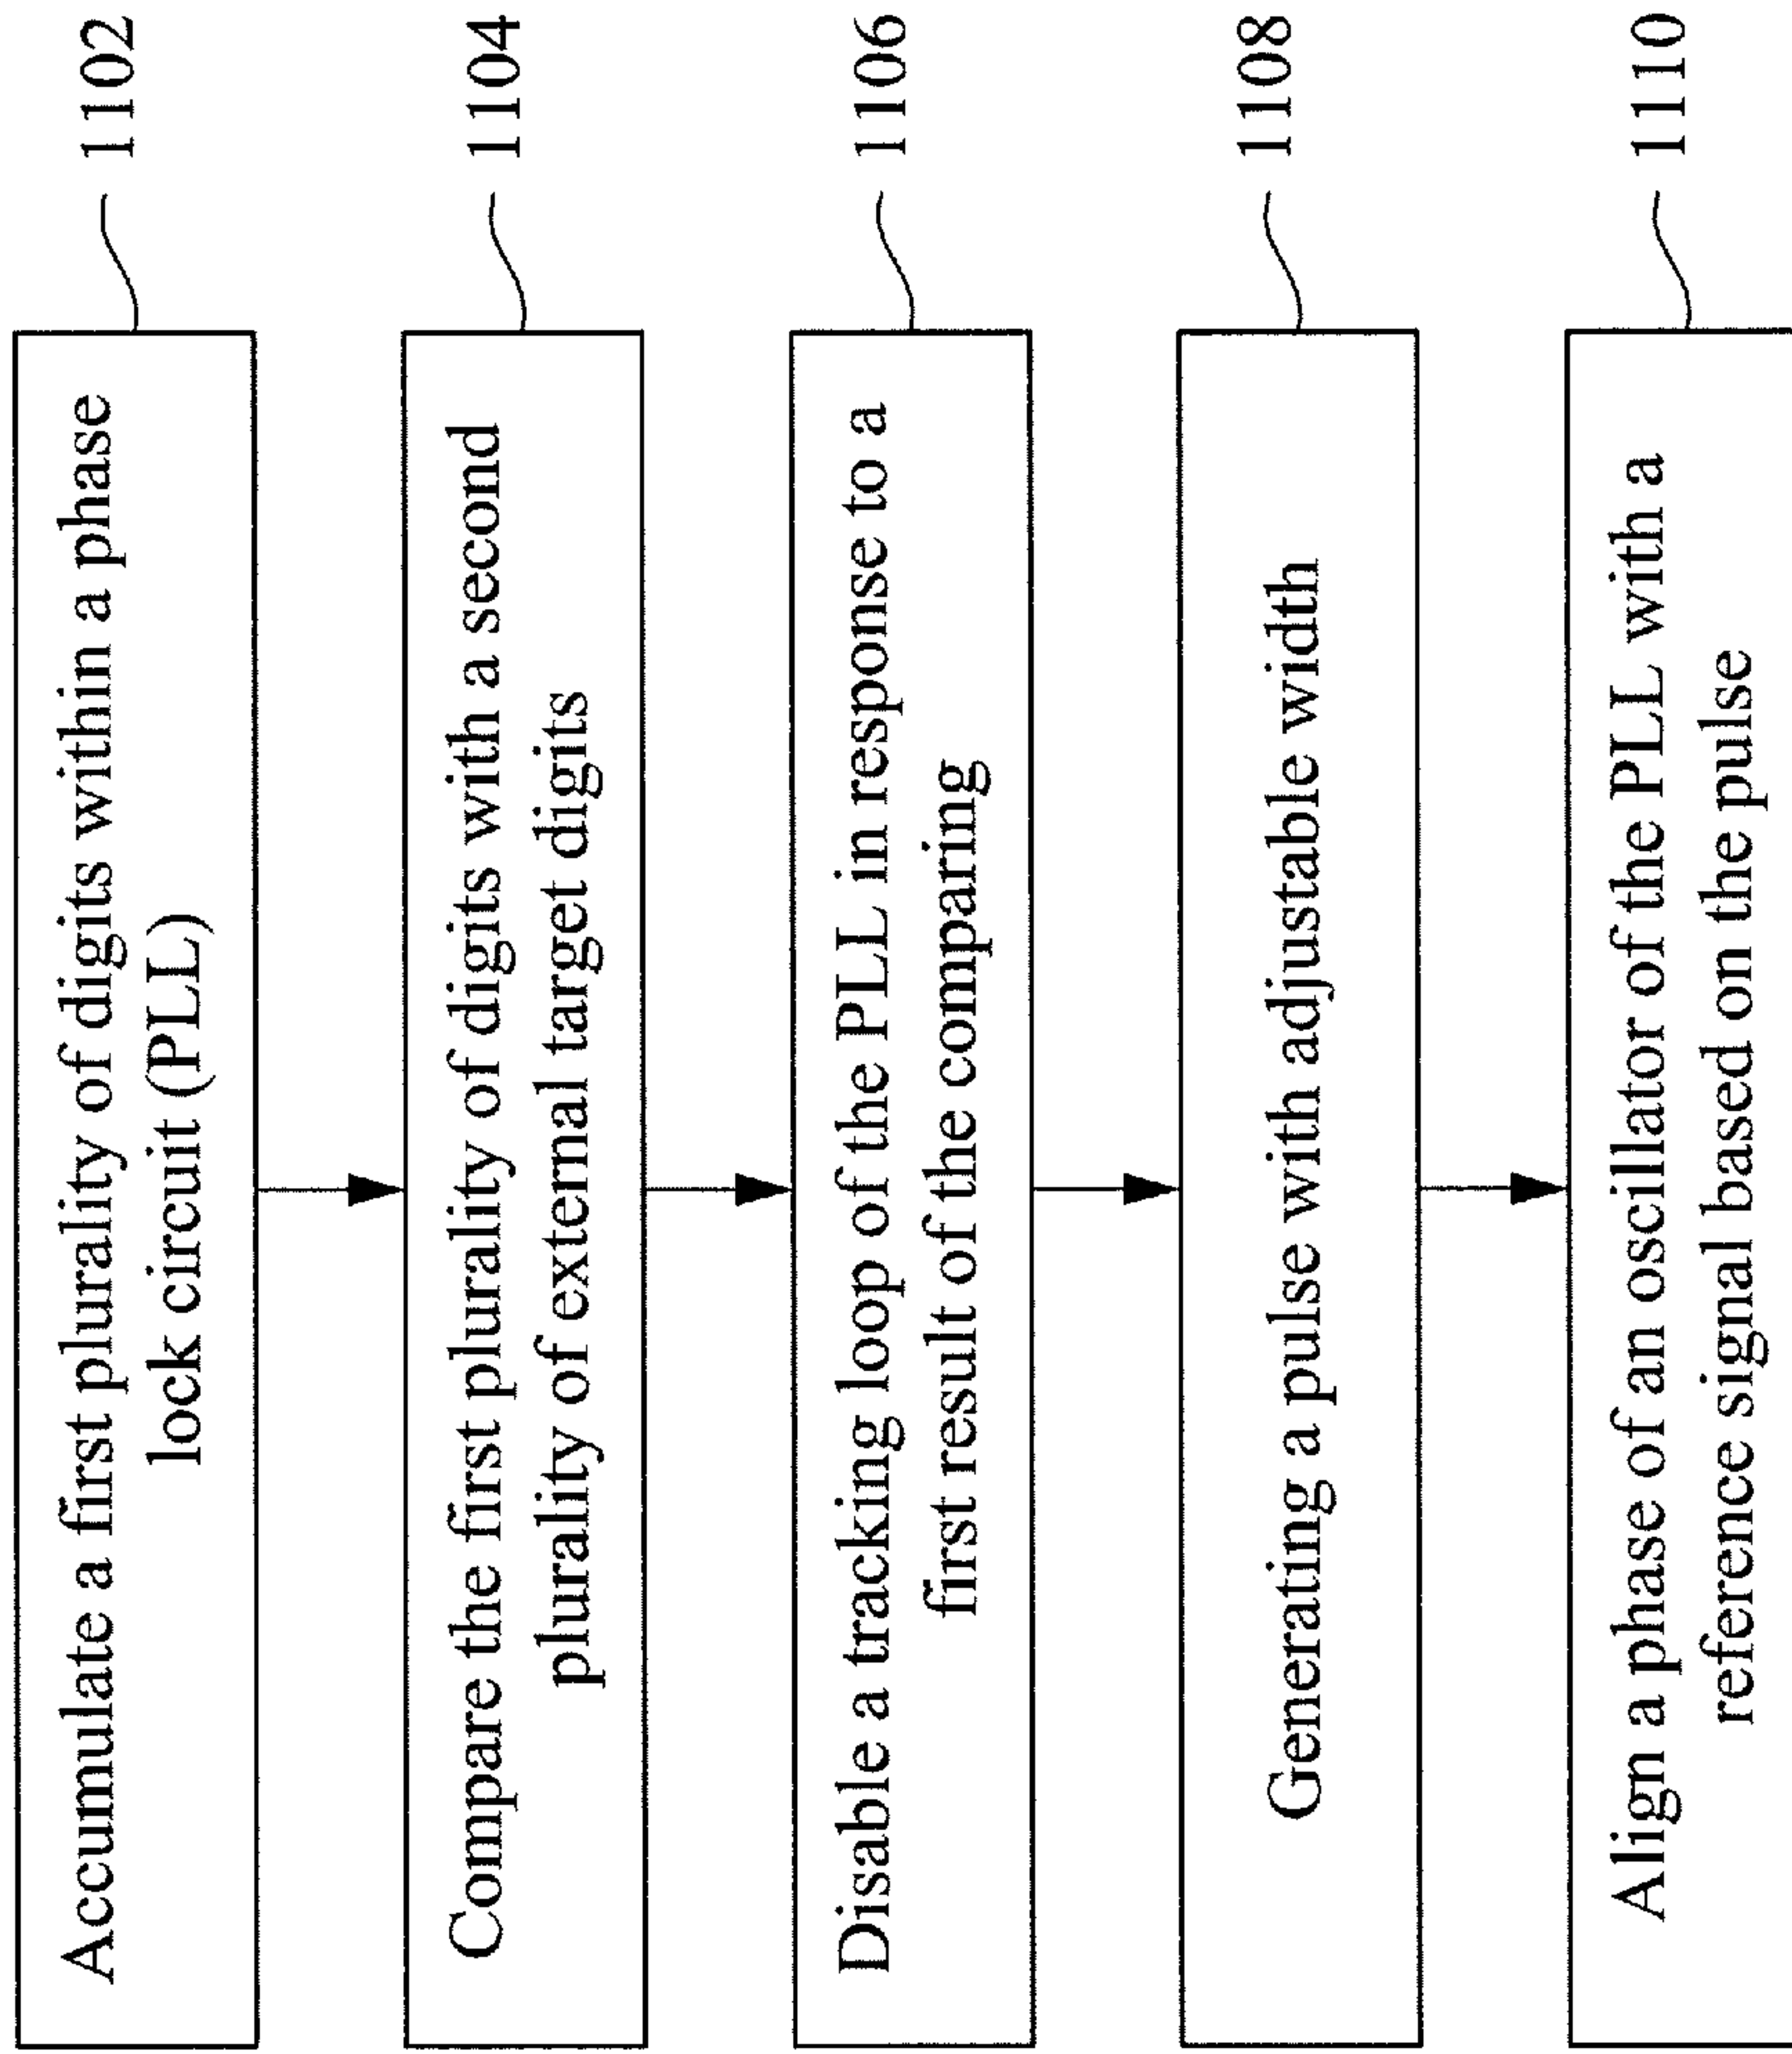 Accumulate a first plurality of digits within a phase
lock circuit (PLL)
1102
Compare the first plurality of digits with a second
plurality of external target digits
1104
Disable a tracking loop of the PLL in response to a
first result of the comparing
1106
Generating a pulse with adjustable width
1108
Align a phase of an oscillator of the PLL with a
reference signal based on the pulse
1110